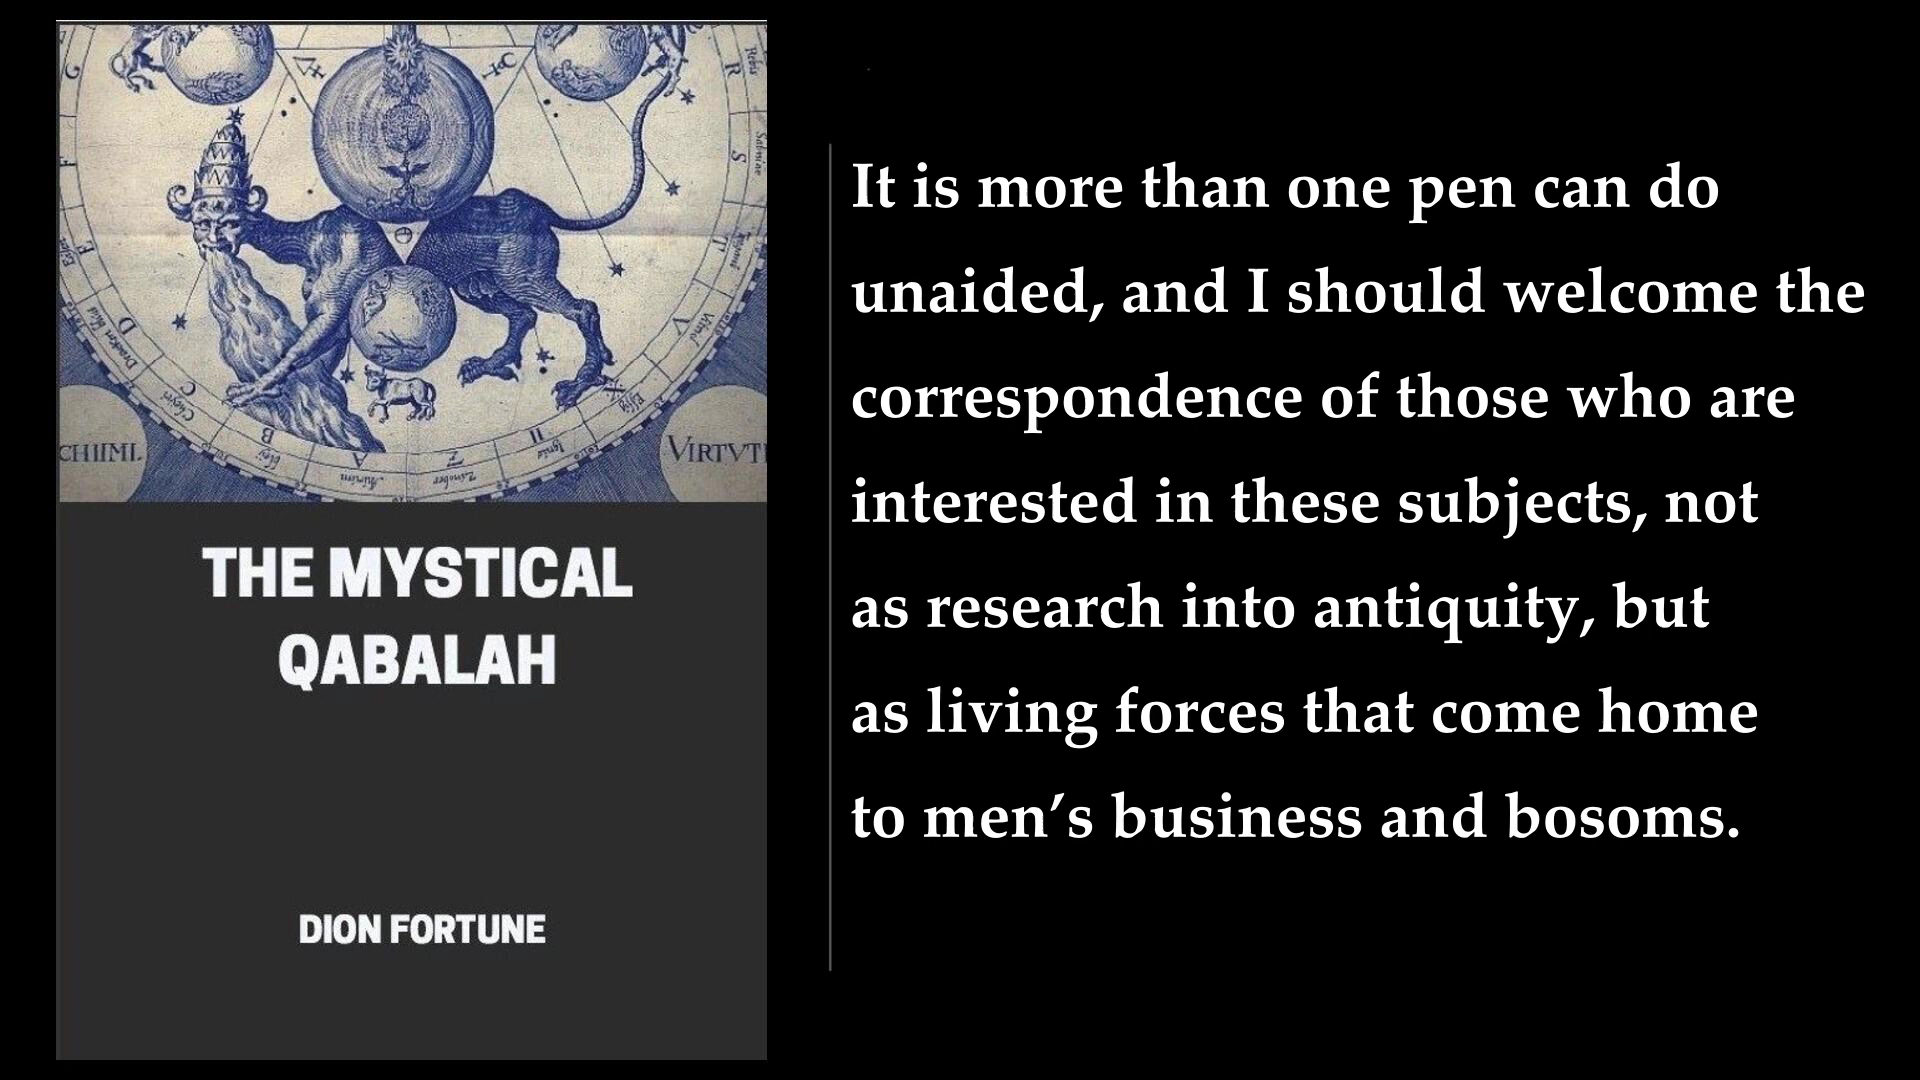 CHIIMI.
VIRTVTI
THE MYSTICAL
QABALAH
DION FORTUNE
It is more than one pen can do
unaided, and I should welcome the
correspondence of those who are
interested in these subjects, not
as research into antiquity, but
as living forces that come home
to men’s business and bosoms.